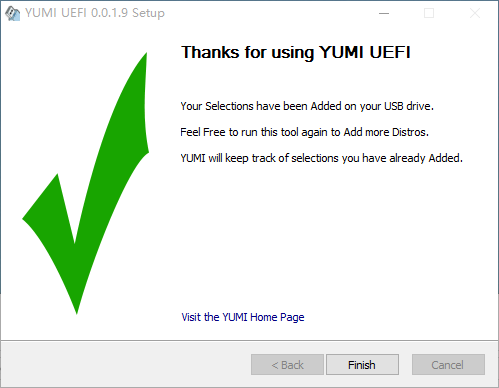 YUMI UEFI 0.0.1.9 Setup
Thanks for using YUMI UEFI
Your Selections have been Added on your USB drive.
Feel Free to run this tool again to Add more Distros.
YUMI will keep track of selections you have already Added.
Visit the YUMI Home Page
< Back
Finish
Cancel